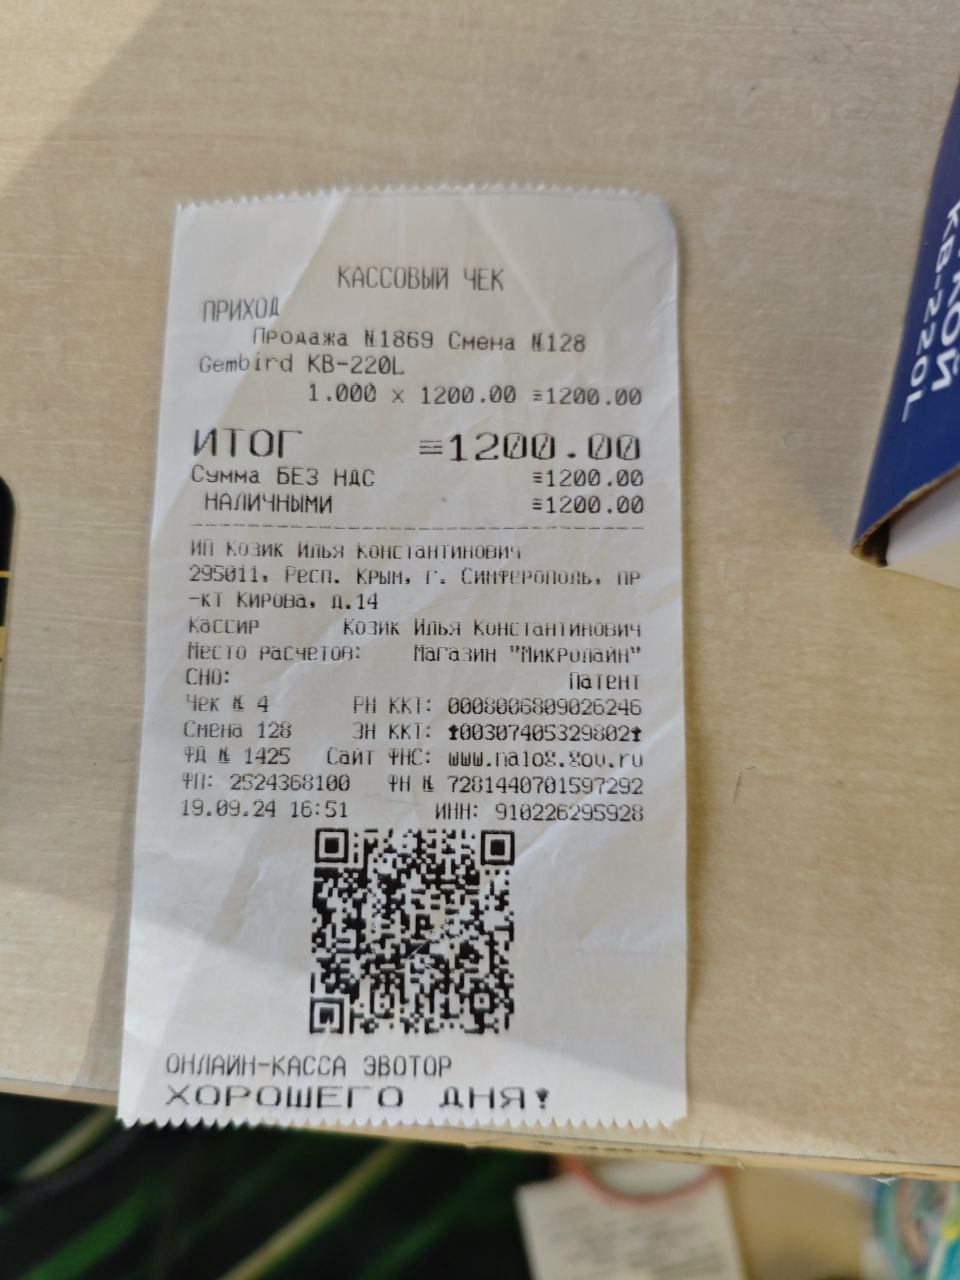 КАССОВЫЙ ЧЕК
ПРИХОД
Продажа №1869 Смена №128
Gembird KB-220L
1.000 x 1200.00 =1200.00
ИТОГ =1200.00
Сумма БЕЗ НДС =1200.00
НАЛИЧНЫМИ =1200.00
ИП Козик Илья Константинович
295011, Респ. Крым, г. Симферополь, пр
-кт Кирова, д.14
Кассир Козик Илья Константинович
Место расчетов: Магазин "Микролайн"
СНО: Патент
Чек № 4 РН ККТ: 0008006809026246
Смена 128 ЗН ККТ: *00307405329802*
ФД № 1425 Сайт ФНС: www.nalog.gov.ru
ФП: 2524368100 ФН № 7281440701597292
19.09.24 16:51 ИНН: 910226295928
ОНЛАЙН-КАССА ЭВОТОР
ХОРОШЕГО ДНЯ!
KB-220L